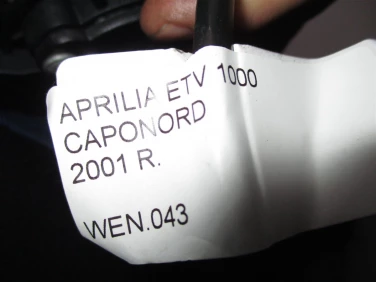 APRILIA ETV 1000
CAPONORD
2001 R.
WEN.043